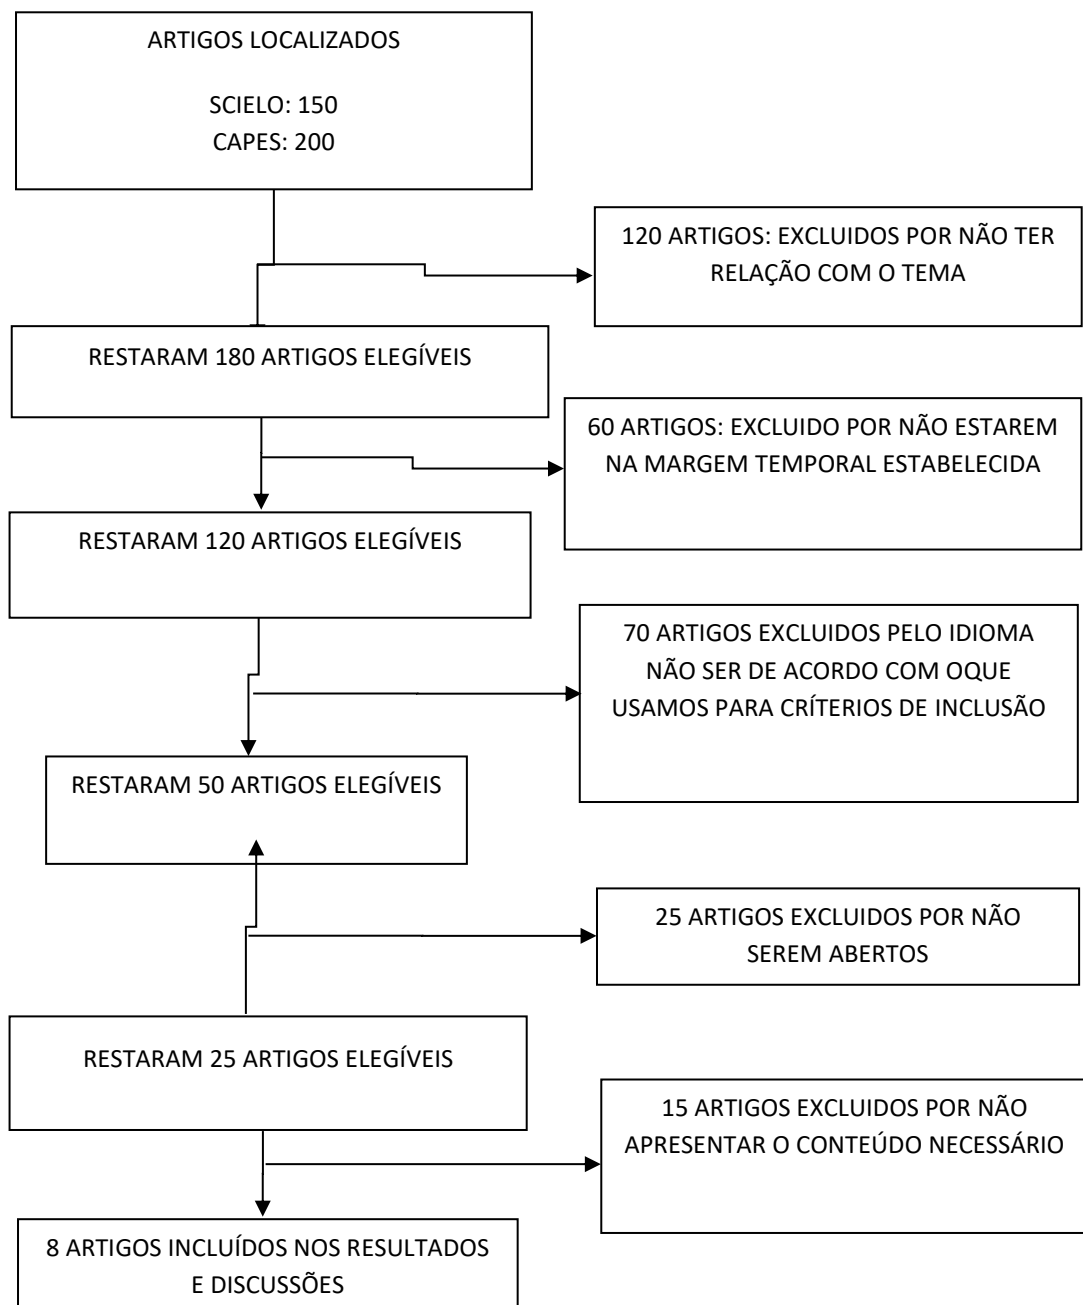 ARTIGOS LOCALIZADOS
SCIELO: 150
CAPES: 200
120 ARTIGOS: EXCLUIDOS POR NÃO TER
RELAÇÃO COM O TEMA
RESTARAM 180 ARTIGOS ELEGÍVEIS
60 ARTIGOS: EXCLUIDO POR NÃO ESTAREM
NA MARGEM TEMPORAL ESTABELECIDA
RESTARAM 120 ARTIGOS ELEGÍVEIS
70 ARTIGOS EXCLUIDOS PELO IDIOMA
NÃO SER DE ACORDO COM OQUE
USAMOS PARA CRÍTERIOS DE INCLUSÃO
RESTARAM 50 ARTIGOS ELEGÍVEIS
25 ARTIGOS EXCLUIDOS POR NÃO
SEREM ABERTOS
RESTARAM 25 ARTIGOS ELEGÍVEIS
15 ARTIGOS EXCLUIDOS POR NÃO
APRESENTAR O CONTEÚDO NECESSÁRIO
8 ARTIGOS INCLUÍDOS NOS RESULTADOS
E DISCUSSÕES